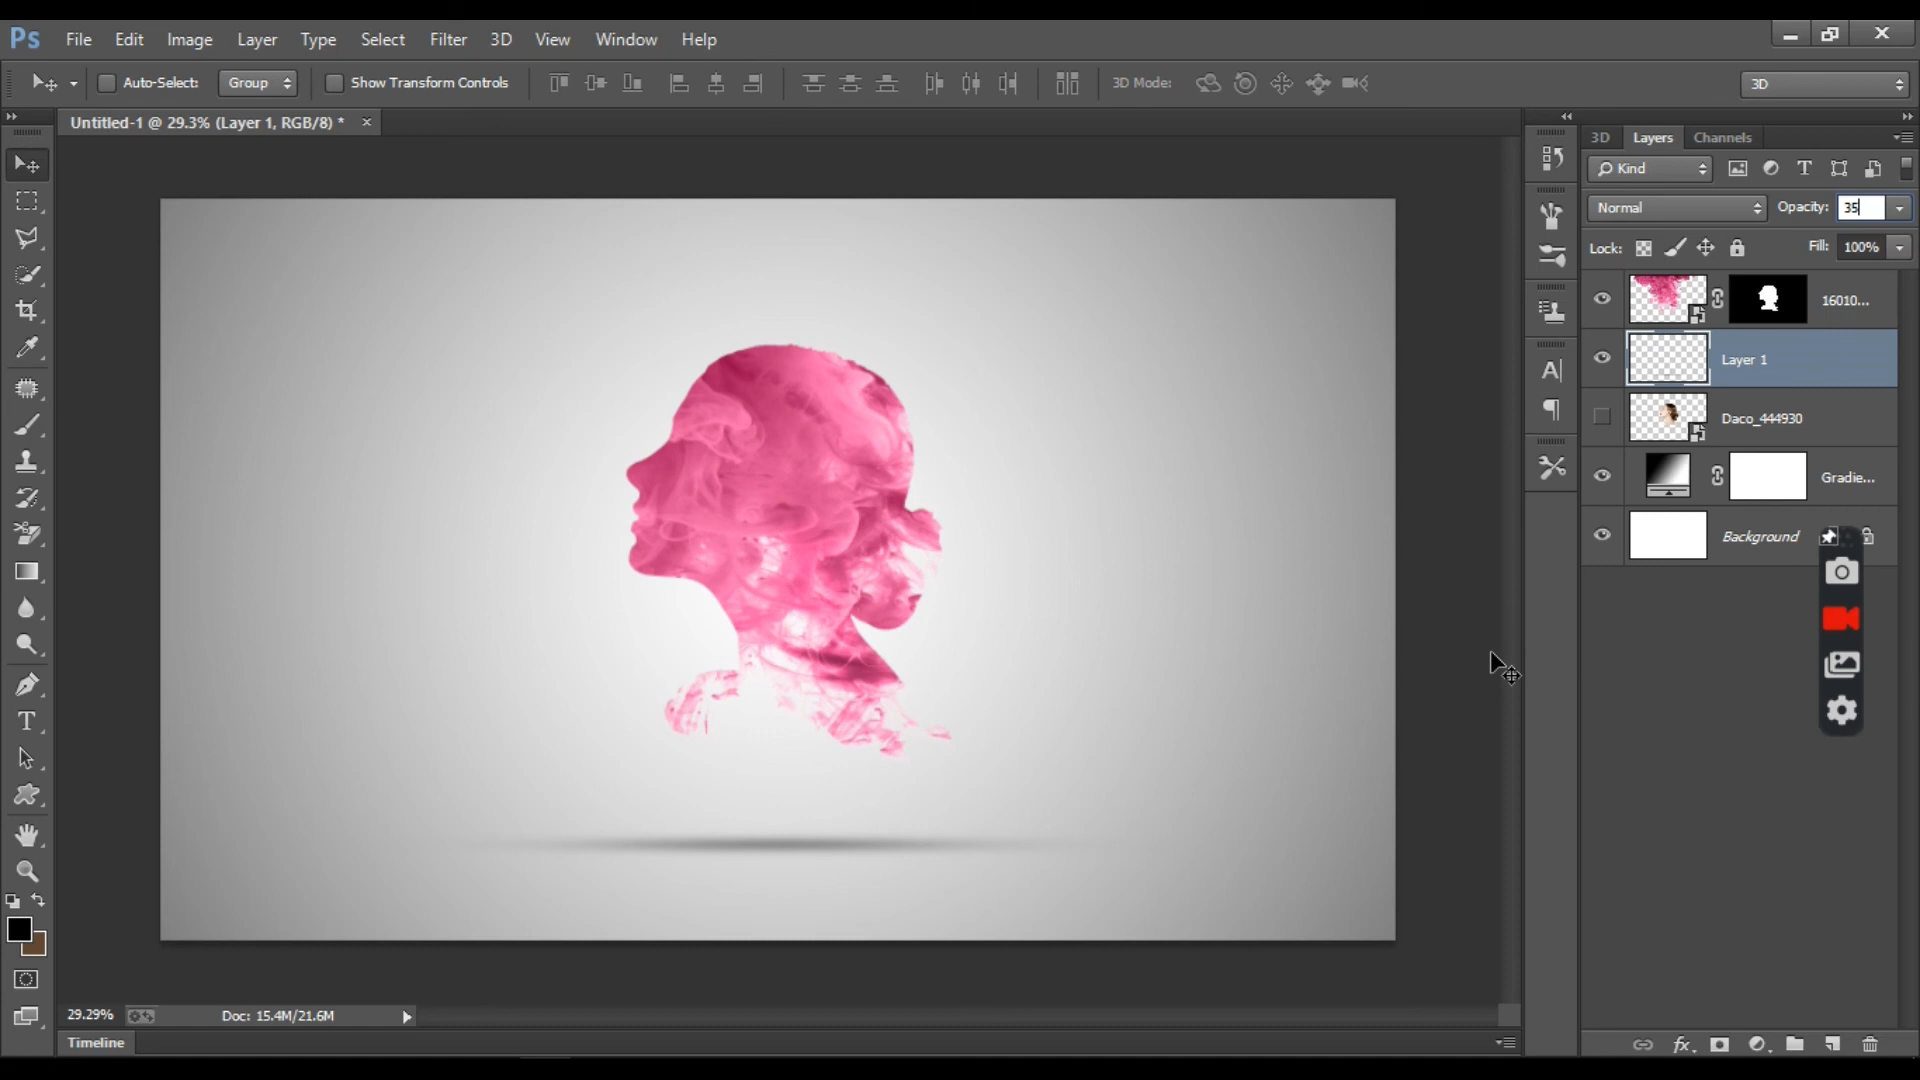 Ps File Edit Image Layer Type Select Filter 3D View Window Help
Auto-Select: Group Show Transform Controls 3D Mode: 3D
Untitled-1 @ 29.3% (Layer 1, RGB/8) * ×
3D Layers Channels
Kind
Normal Opacity: 35
Lock: Fill: 100%
16010...
Layer 1
Daco_444930
Gradie...
Background
29.29% Doc: 15.4M/21.6M
Timeline